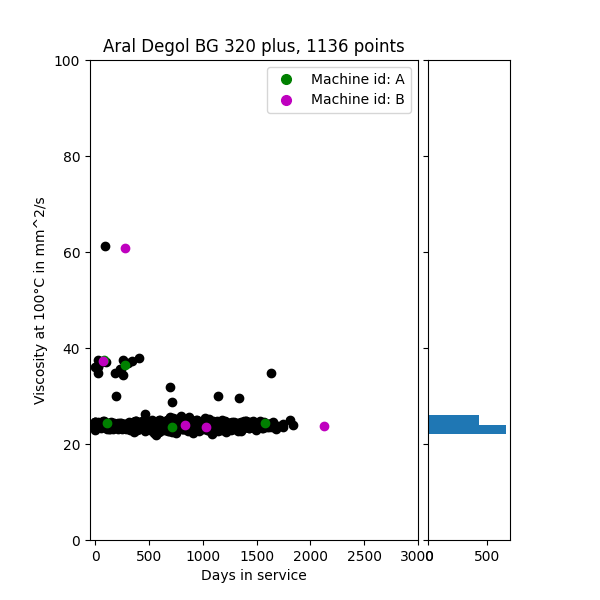 Aral Degol BG 320 plus, 1136 points
Machine id: A
Machine id: B
100
80
60
40
20
0
Viscosity at 100°C in mm^2/s
0 500 1000 1500 2000 2500 3000
0 500
Days in service